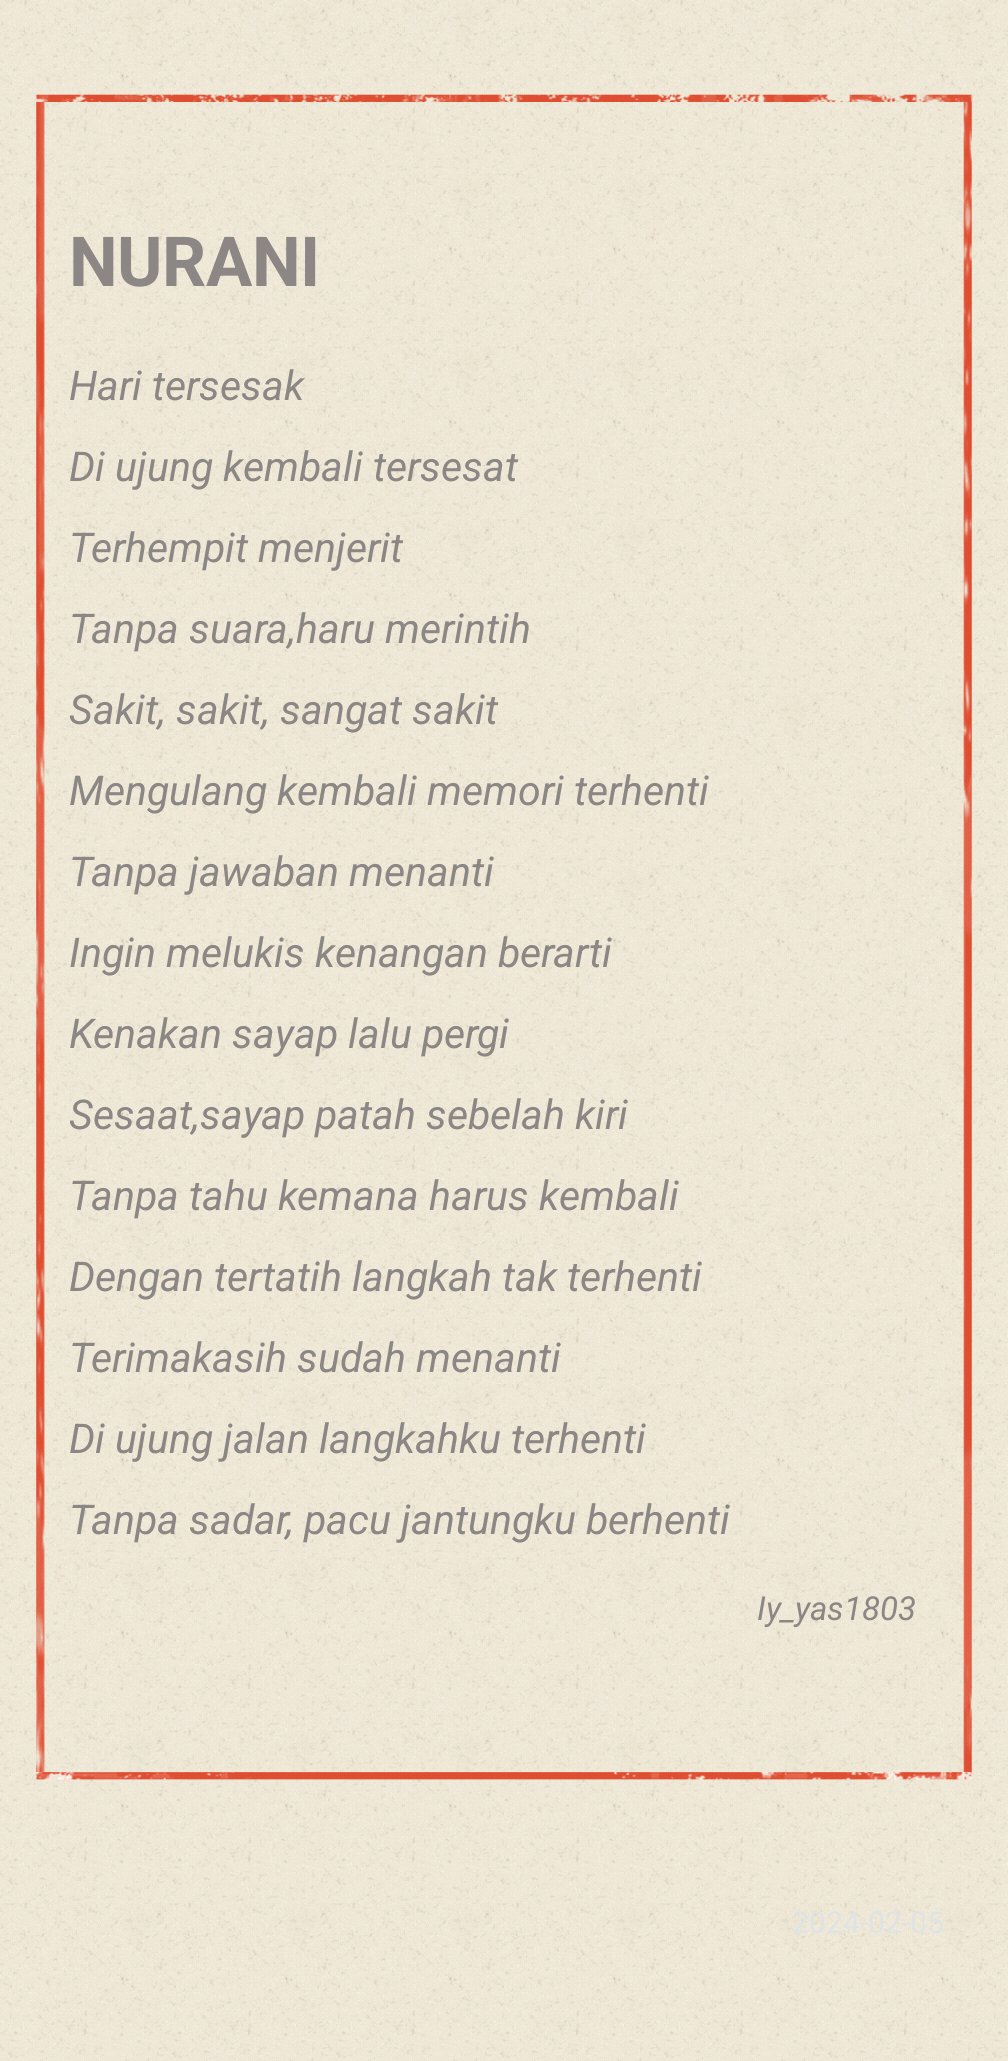 NURANI
Hari tersesak
Di ujung kembali tersesat
Terhempit menjerit
Tanpa suara,haru merintih
Sakit, sakit, sangat sakit
Mengulang kembali memori terhenti
Tanpa jawaban menanti
Ingin melukis kenangan berarti
Kenakan sayap lalu pergi
Sesaat,sayap patah sebelah kiri
Tanpa tahu kemana harus kembali
Dengan tertatih langkah tak terhenti
Terimakasih sudah menanti
Di ujung jalan langkahku terhenti
Tanpa sadar, pacu jantungku berhenti
ly_yas1803
2024-02-05